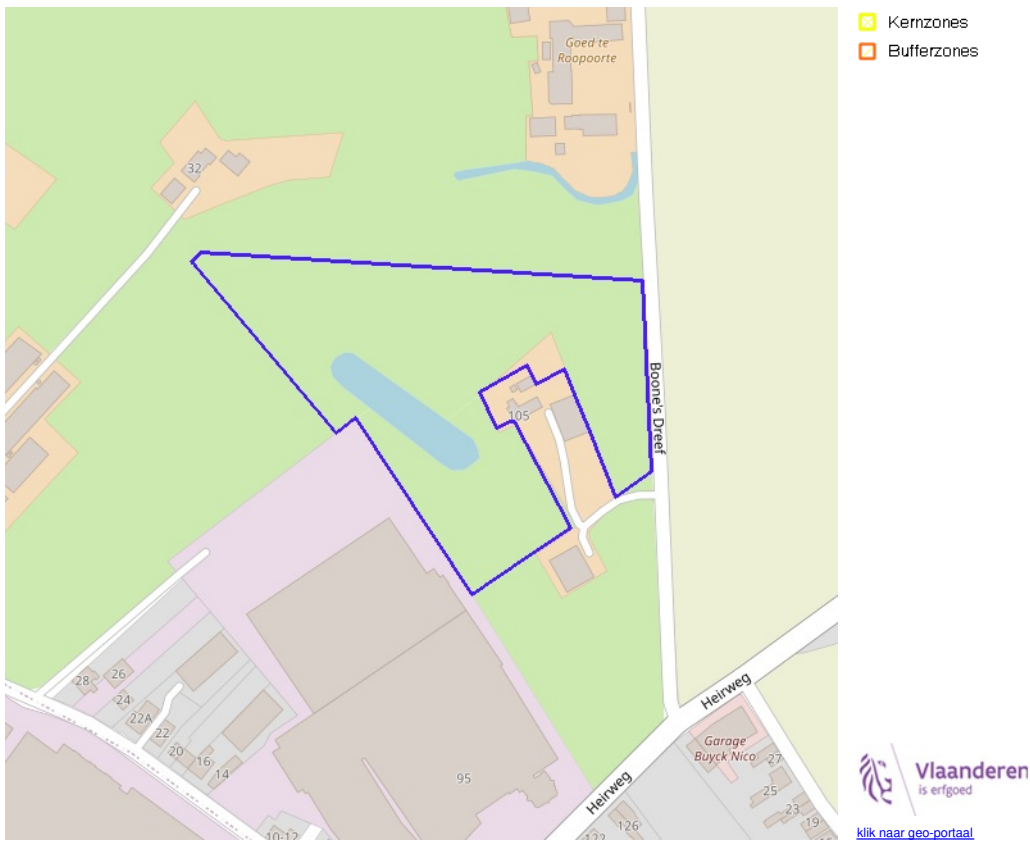 Kernzones
Bufferzones
Goed te
Roopoorte
32
105
Boone's Dreef
Heirweg
28
26
24
22A
22
20
16
14
10-12
95
Garage
Buyck Nico
27
25
23
19
Heirweg
126
122
Vlaanderen
is erfgoed
klik naar geo-portaal